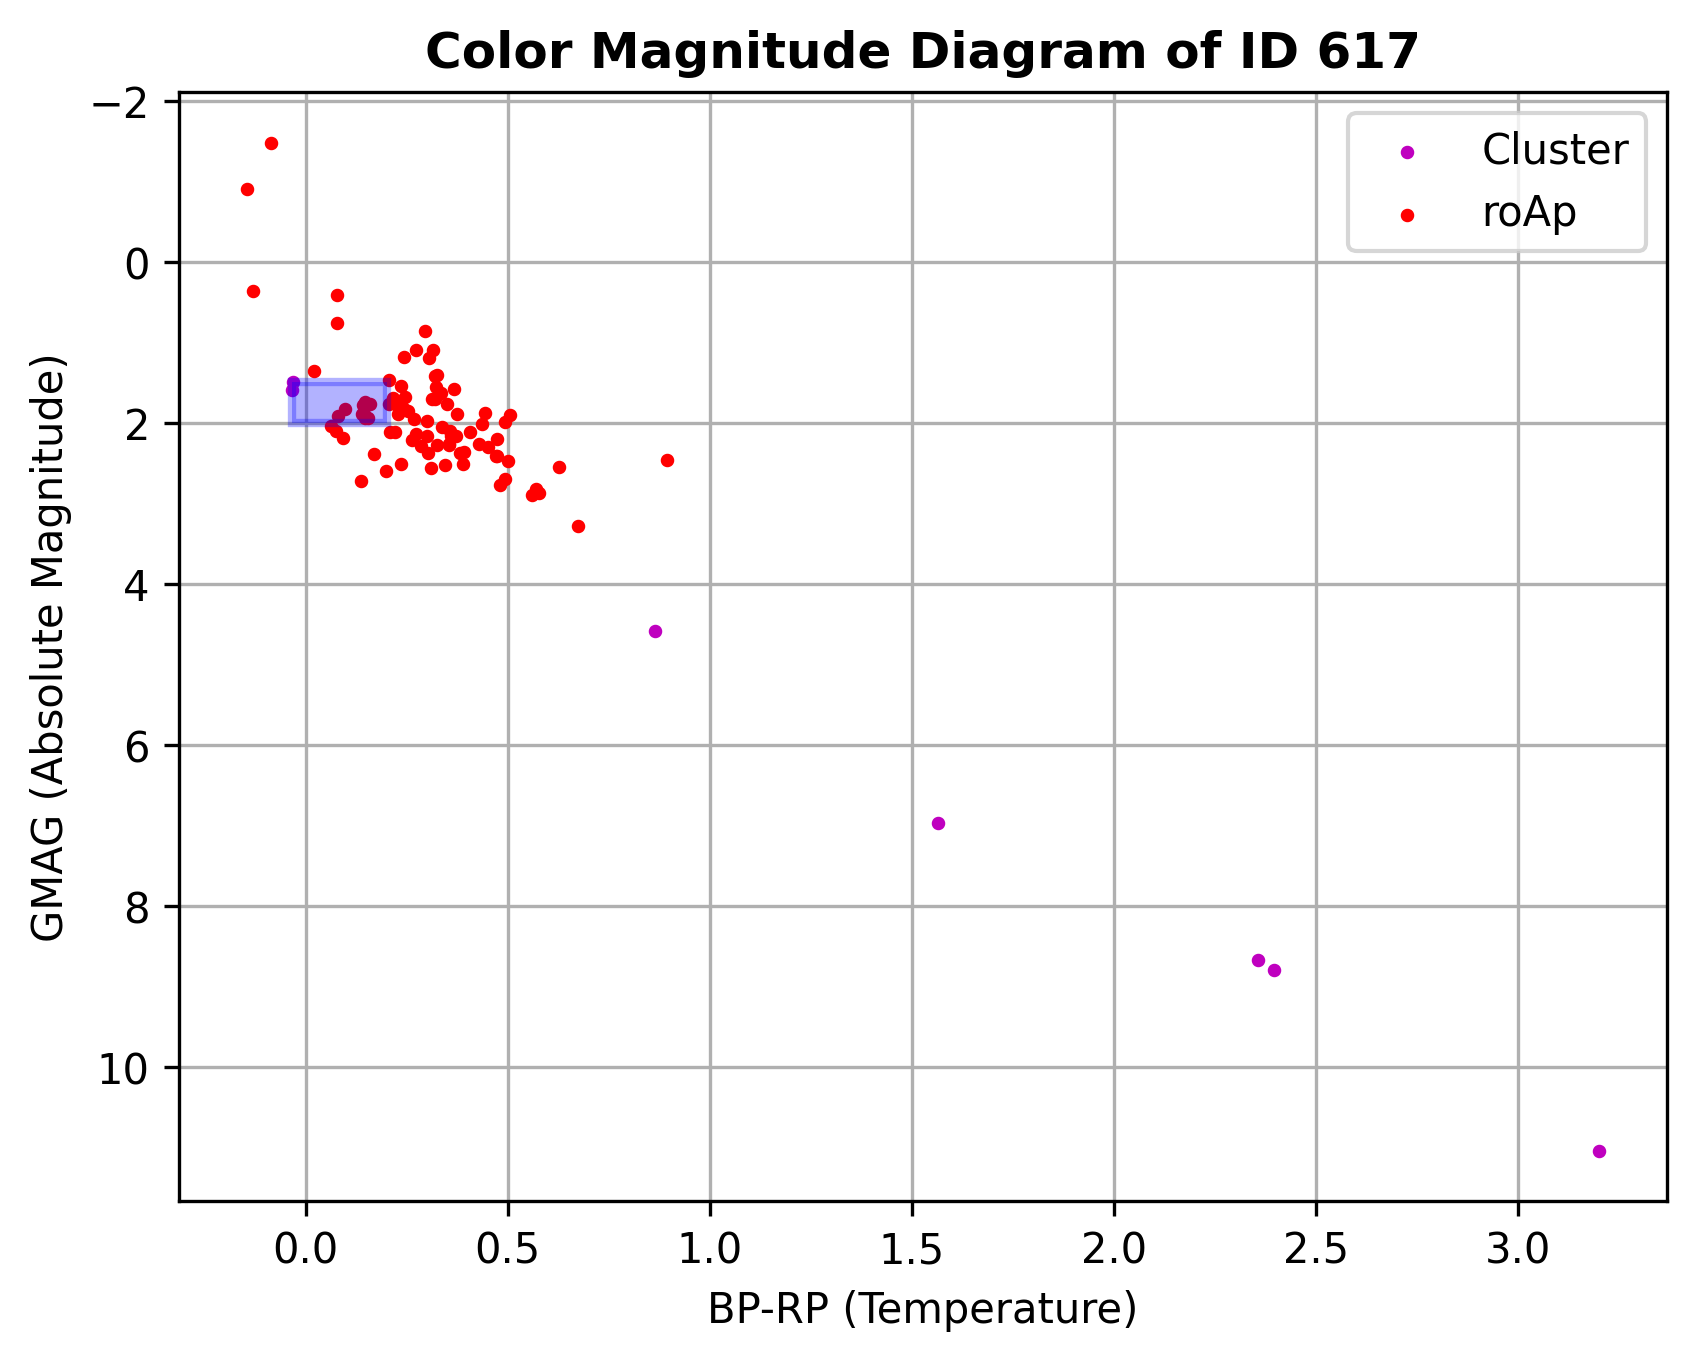 Color Magnitude Diagram of ID 617
Cluster
roAp
GMAG (Absolute Magnitude)
−2
0
2
4
6
8
10
0.0 0.5 1.0 1.5 2.0 2.5 3.0
BP-RP (Temperature)